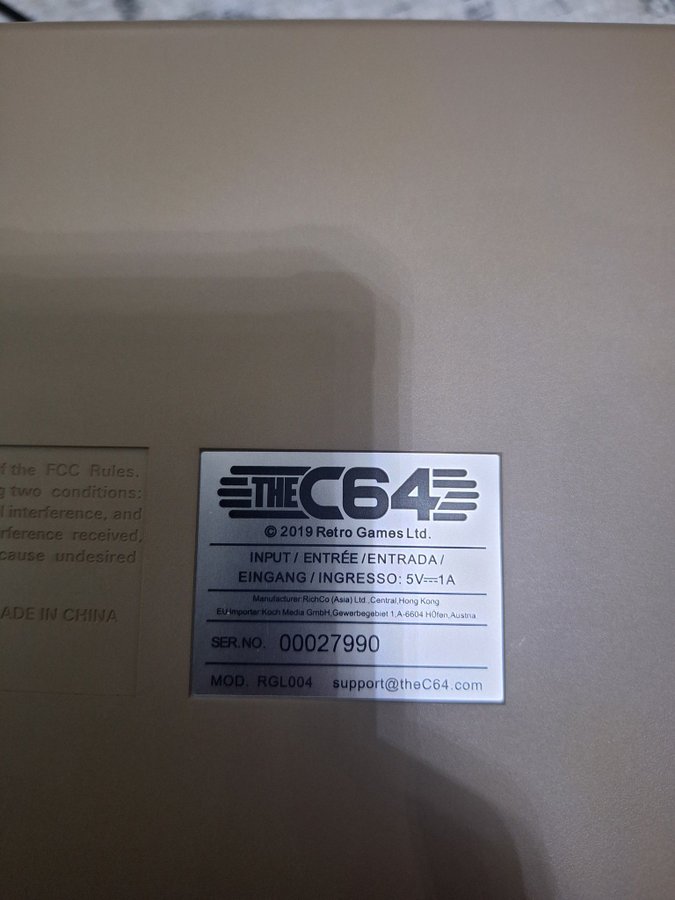 f the FCC Rules.
g two conditions:
l interference, and
rference received,
cause undesired
ADE IN CHINA
THEC64
© 2019 Retro Games Ltd.
INPUT / ENTRÉE / ENTRADA /
EINGANG / INGRESSO: 5V⎓1A
Manufacturer:RichCo (Asia) Ltd.,Central,Hong Kong
EU-importer:Koch Media GmbH,Gewerbegebiet 1,A-6604 Höfen,Austria
SER.NO. 00027990
MOD. RGL004 support@theC64.com